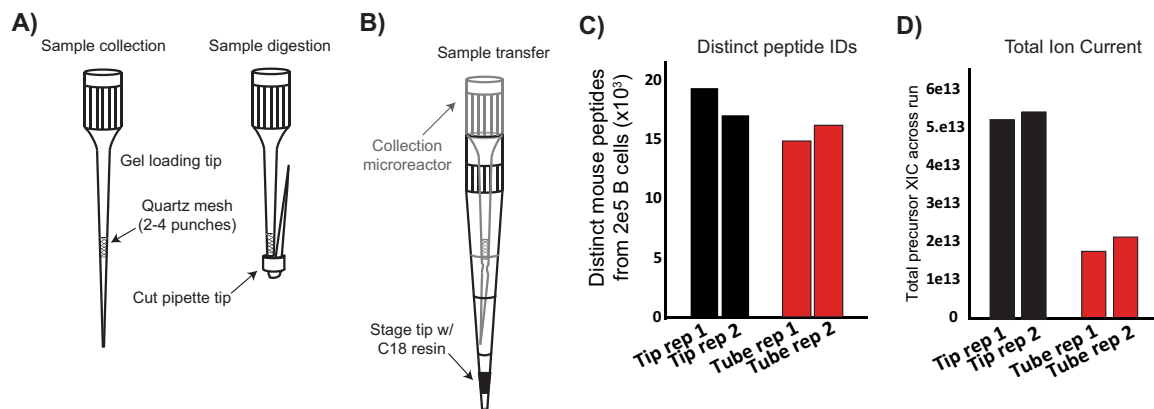 A)
Sample collection
Sample digestion
Gel loading tip
Quartz mesh
(2-4 punches)
Cut pipette tip
B)
Sample transfer
Collection
microreactor
Stage tip w/
C18 resin
C)
Distinct peptide IDs
Distinct mouse peptides
from 2e5 B cells (x10³)
20
15
10
5
0
Tip rep 1
Tip rep 2
Tube rep 1
Tube rep 2
D)
Total Ion Current
Total precursor XIC across run
6e13
5e13
4e13
3e13
2e13
1e13
0
Tip rep 1
Tip rep 2
Tube rep 1
Tube rep 2